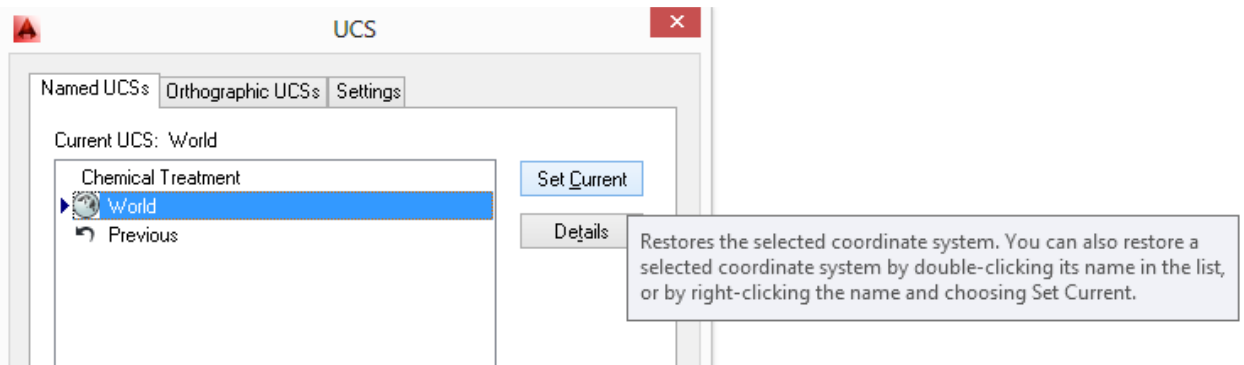 UCS
Named UCSs Orthographic UCSs Settings
Current UCS: World
Chemical Treatment
World
Previous
Set Current
Details
Restores the selected coordinate system. You can also restore a
selected coordinate system by double-clicking its name in the list,
or by right-clicking the name and choosing Set Current.